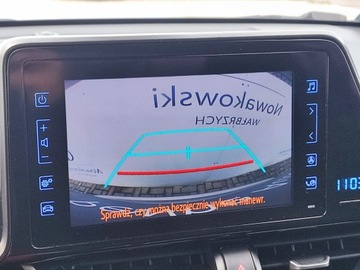 Nowakowski
WAŁBRZYCH
Sprawdź, czy można bezpiecznie wykonać manewr.